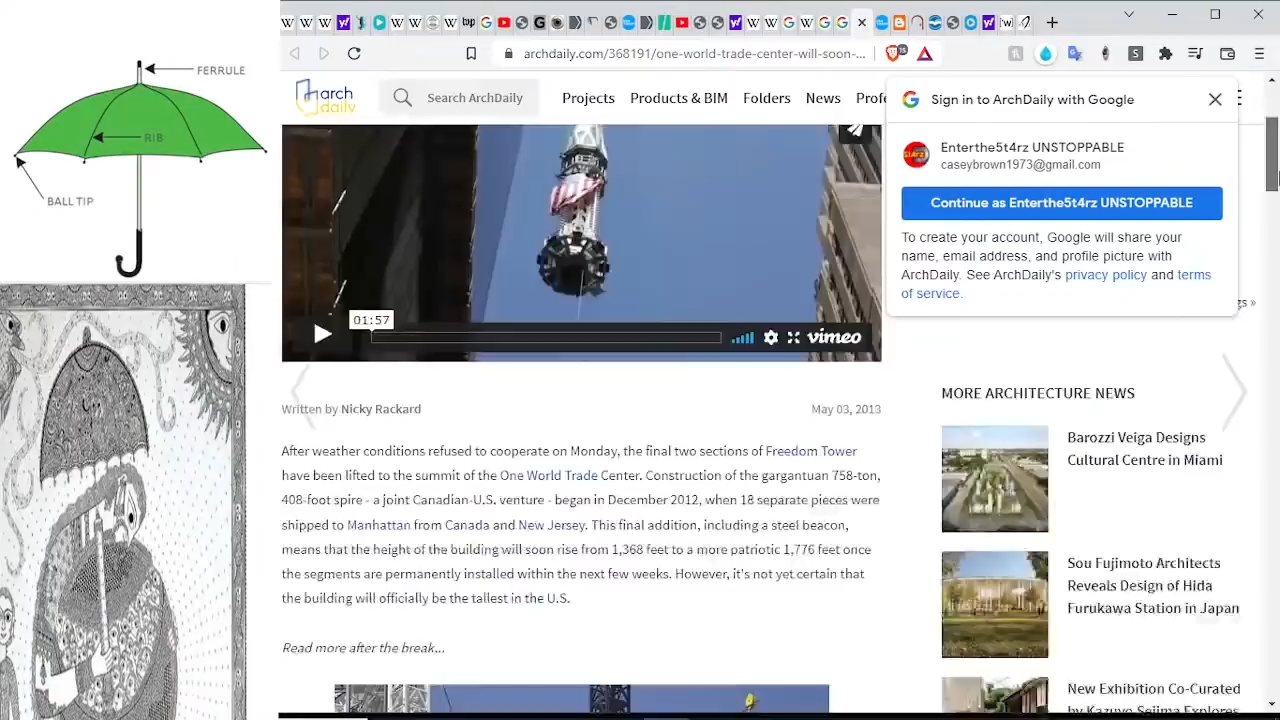 FERRULE
RIB
BALL TIP
archdaily.com/368191/one-world-trade-center-will-soon-...
15
arch
daily
Search ArchDaily
Projects
Products & BIM
Folders
News
Sign in to ArchDaily with Google
Enterthe5t4rz UNSTOPPABLE
caseybrown1973@gmail.com
Continue as Enterthe5t4rz UNSTOPPABLE
To create your account, Google will share your
name, email address, and profile picture with
ArchDaily. See ArchDaily's privacy policy and terms
of service.
01:57
vimeo
Written by Nicky Rackard
May 03, 2013
After weather conditions refused to cooperate on Monday, the final two sections of Freedom Tower
have been lifted to the summit of the One World Trade Center. Construction of the gargantuan 758-ton,
408-foot spire - a joint Canadian-U.S. venture - began in December 2012, when 18 separate pieces were
shipped to Manhattan from Canada and New Jersey. This final addition, including a steel beacon,
means that the height of the building will soon rise from 1,368 feet to a more patriotic 1,776 feet once
the segments are permanently installed within the next few weeks. However, it's not yet certain that
the building will officially be the tallest in the U.S.
Read more after the break...
MORE ARCHITECTURE NEWS
Barozzi Veiga Designs
Cultural Centre in Miami
Sou Fujimoto Architects
Reveals Design of Hida
Furukawa Station in Japan
New Exhibition Co-Curated
by Kazuyo Sejima Explores